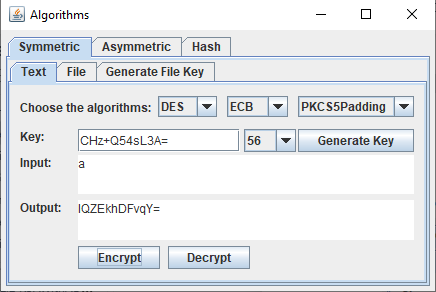 Algorithms
Symmetric Asymmetric Hash
Text File Generate File Key
Choose the algorithms: DES ECB PKCS5Padding
Key: CHz+Q54sL3A= 56 Generate Key
Input: a
Output: lQZEkhDFvqY=
Encrypt Decrypt